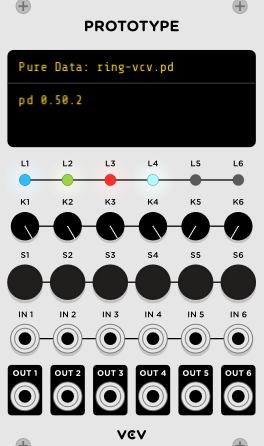 PROTOTYPE
Pure Data: ring-vcv.pd
pd 0.50.2
L1 L2 L3 L4 L5 L6
K1 K2 K3 K4 K5 K6
S1 S2 S3 S4 S5 S6
IN 1 IN 2 IN 3 IN 4 IN 5 IN 6
OUT 1 OUT 2 OUT 3 OUT 4 OUT 5 OUT 6
VCV